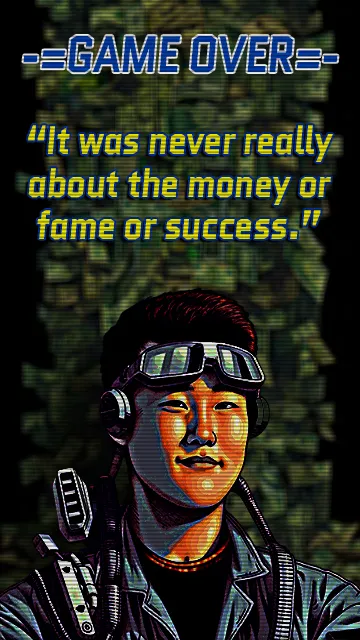 -=GAME OVER=-
“It was never really
about the money or
fame or success.”